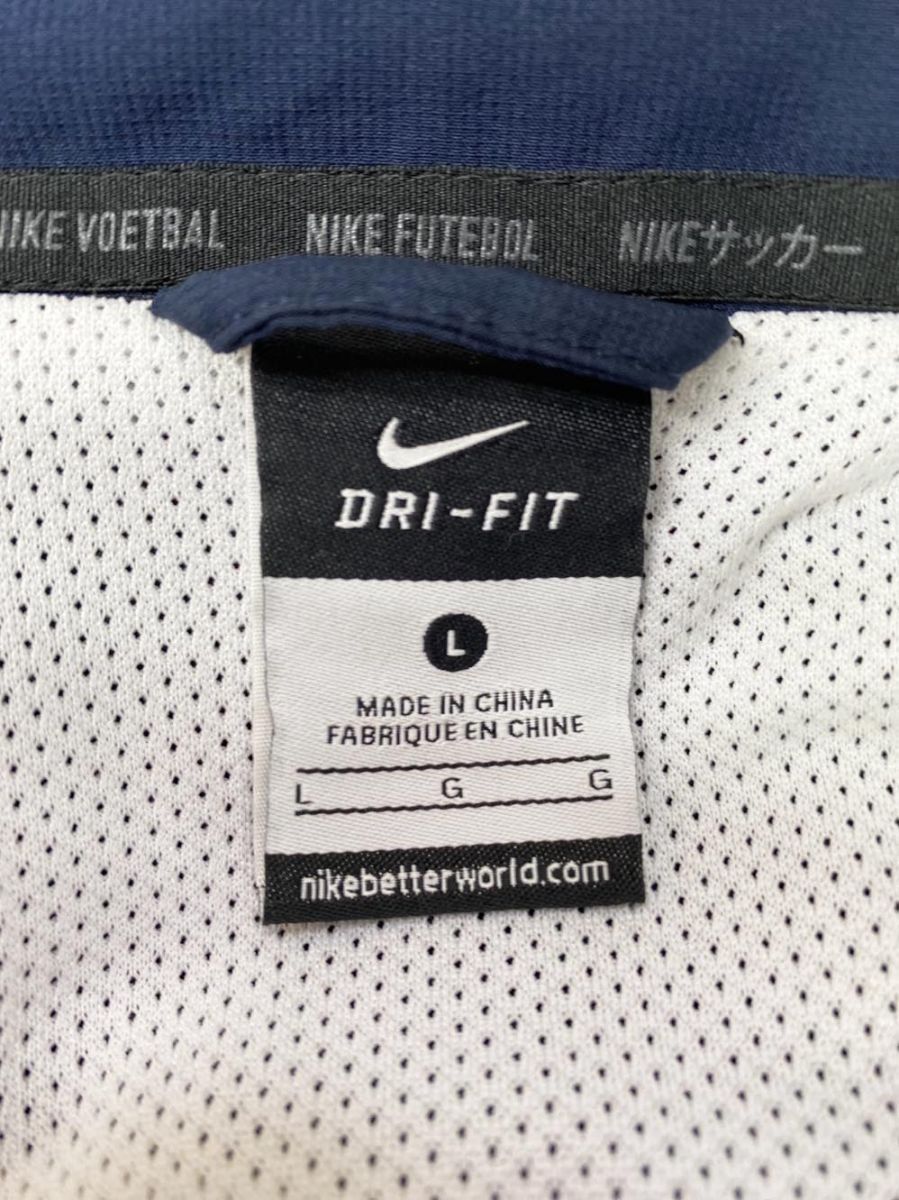 NIKE VOETBAL NIKE FUTEBOL NIKEサッカー
DRI-FIT
L
MADE IN CHINA
FABRIQUE EN CHINE
L G G
nikebetterworld.com